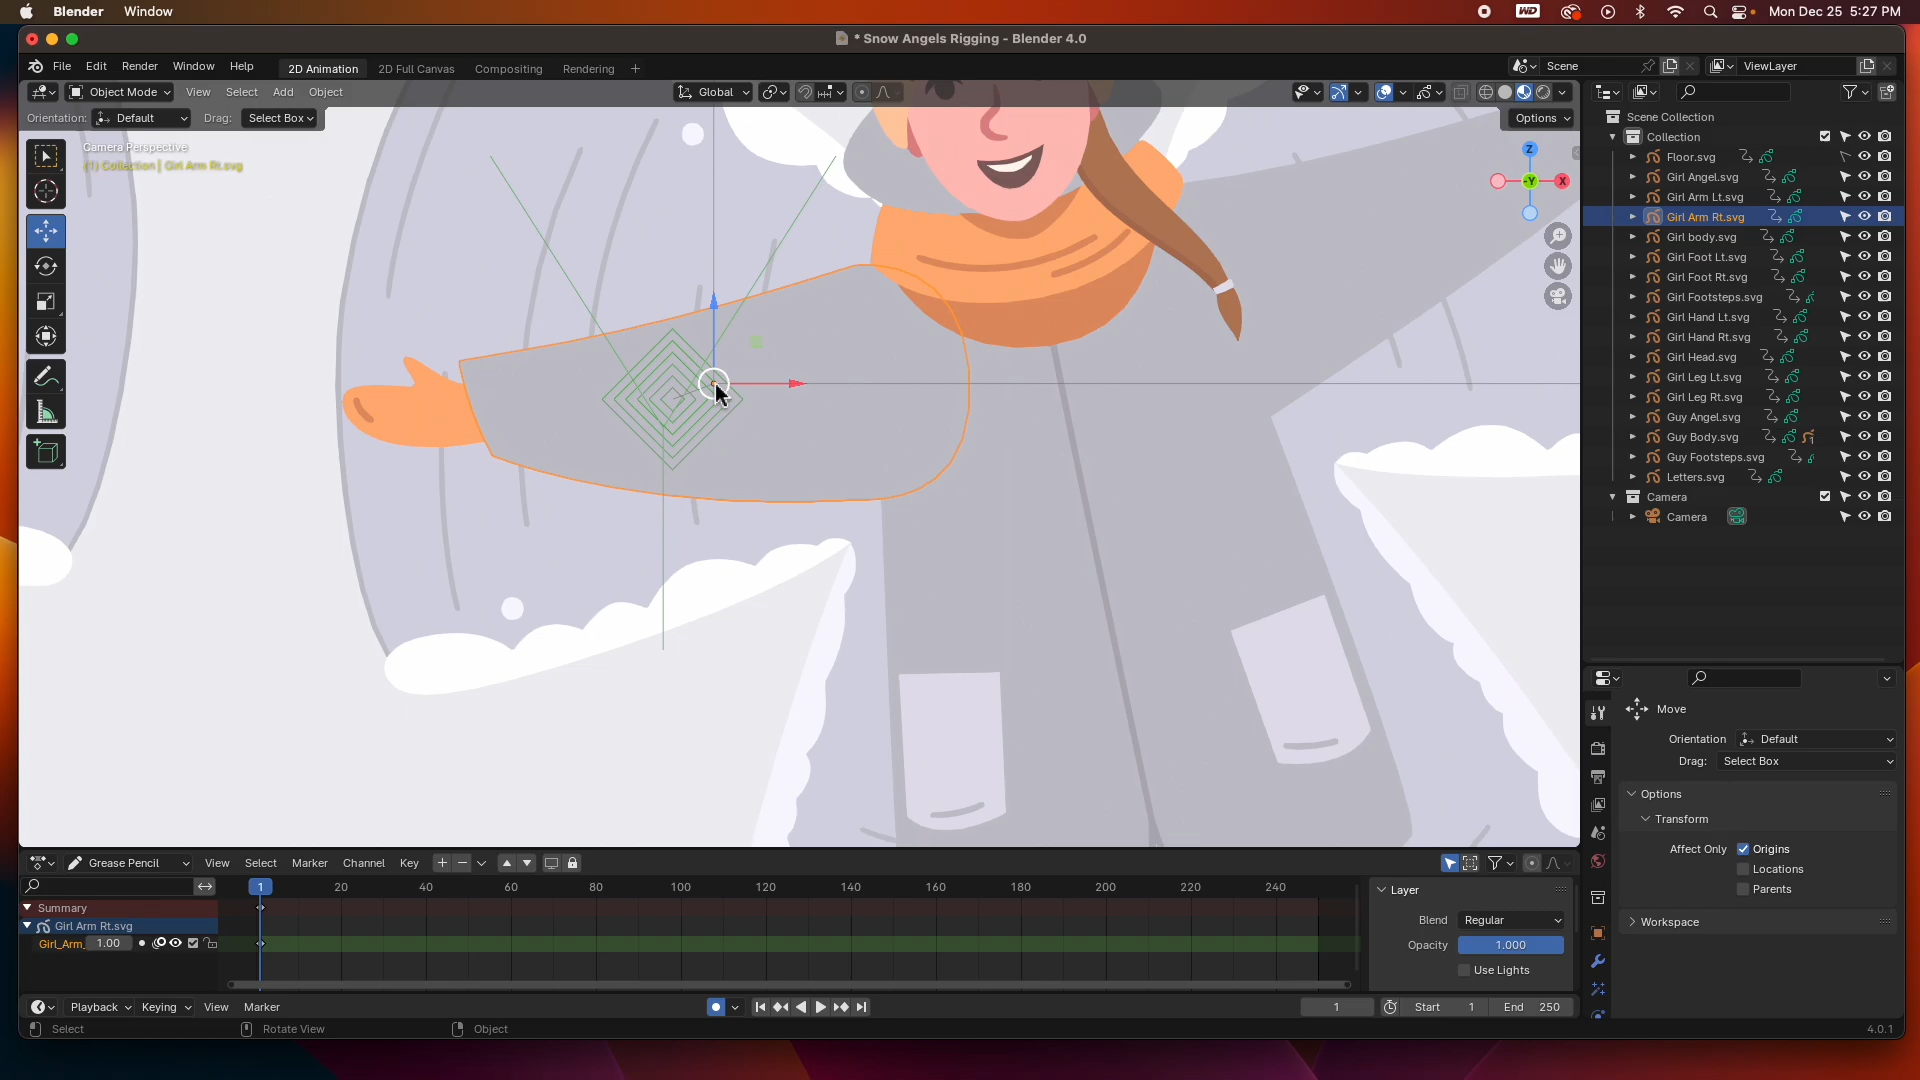 Blender Window
WD
Mon Dec 25 5:27 PM
* Snow Angels Rigging - Blender 4.0
File Edit Render Window Help
2D Animation 2D Full Canvas Compositing Rendering +
Scene
ViewLayer
Object Mode View Select Add Object
Global
Orientation: Default Drag: Select Box
Options
Camera Perspective
(1) Collection | Girl Arm Rt.svg
Z
-Y
X
Scene Collection
Collection
Floor.svg
Girl Angel.svg
Girl Arm Lt.svg
Girl Arm Rt.svg
Girl body.svg
Girl Foot Lt.svg
Girl Foot Rt.svg
Girl Footsteps.svg
Girl Hand Lt.svg
Girl Hand Rt.svg
Girl Head.svg
Girl Leg Lt.svg
Girl Leg Rt.svg
Guy Angel.svg
Guy Body.svg
Guy Footsteps.svg
Letters.svg
Camera
Camera
Move
Orientation Default
Drag: Select Box
Options
Transform
Affect Only Origins
Locations
Parents
Workspace
Grease Pencil View Select Marker Channel Key
1 20 40 60 80 100 120 140 160 180 200 220 240
Summary
Girl Arm Rt.svg
Girl_Arm_ 1.00
Layer
Blend Regular
Opacity 1.000
Use Lights
Playback Keying View Marker
1 Start 1 End 250
Select Rotate View Object
4.0.1